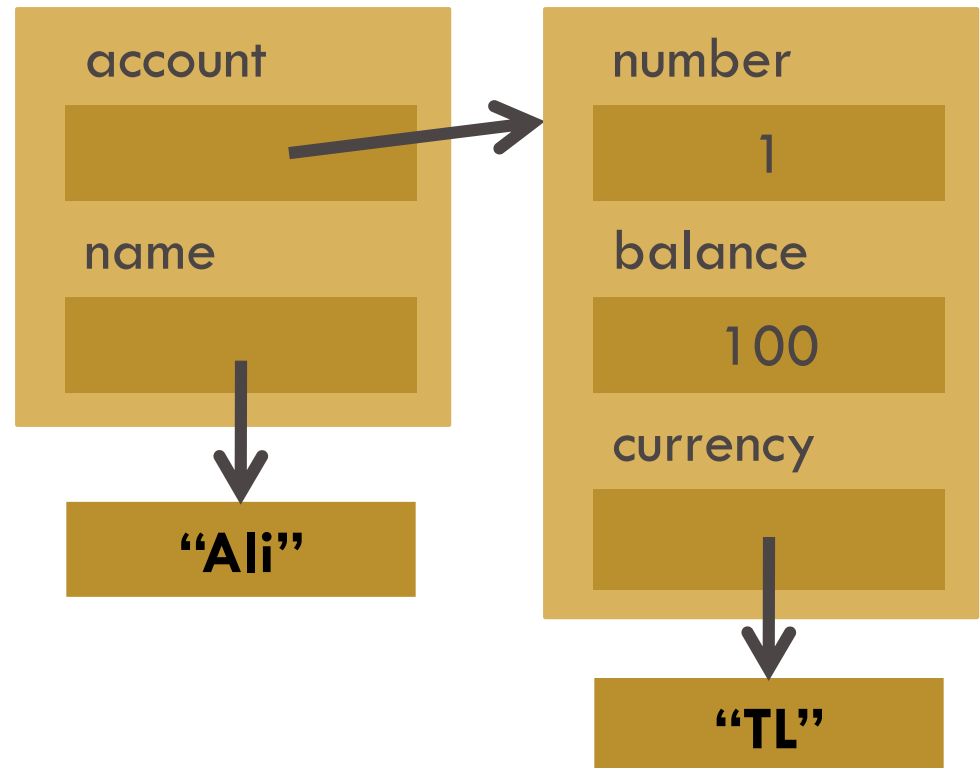 account
name
“Ali”
number
1
balance
100
currency
“TL”